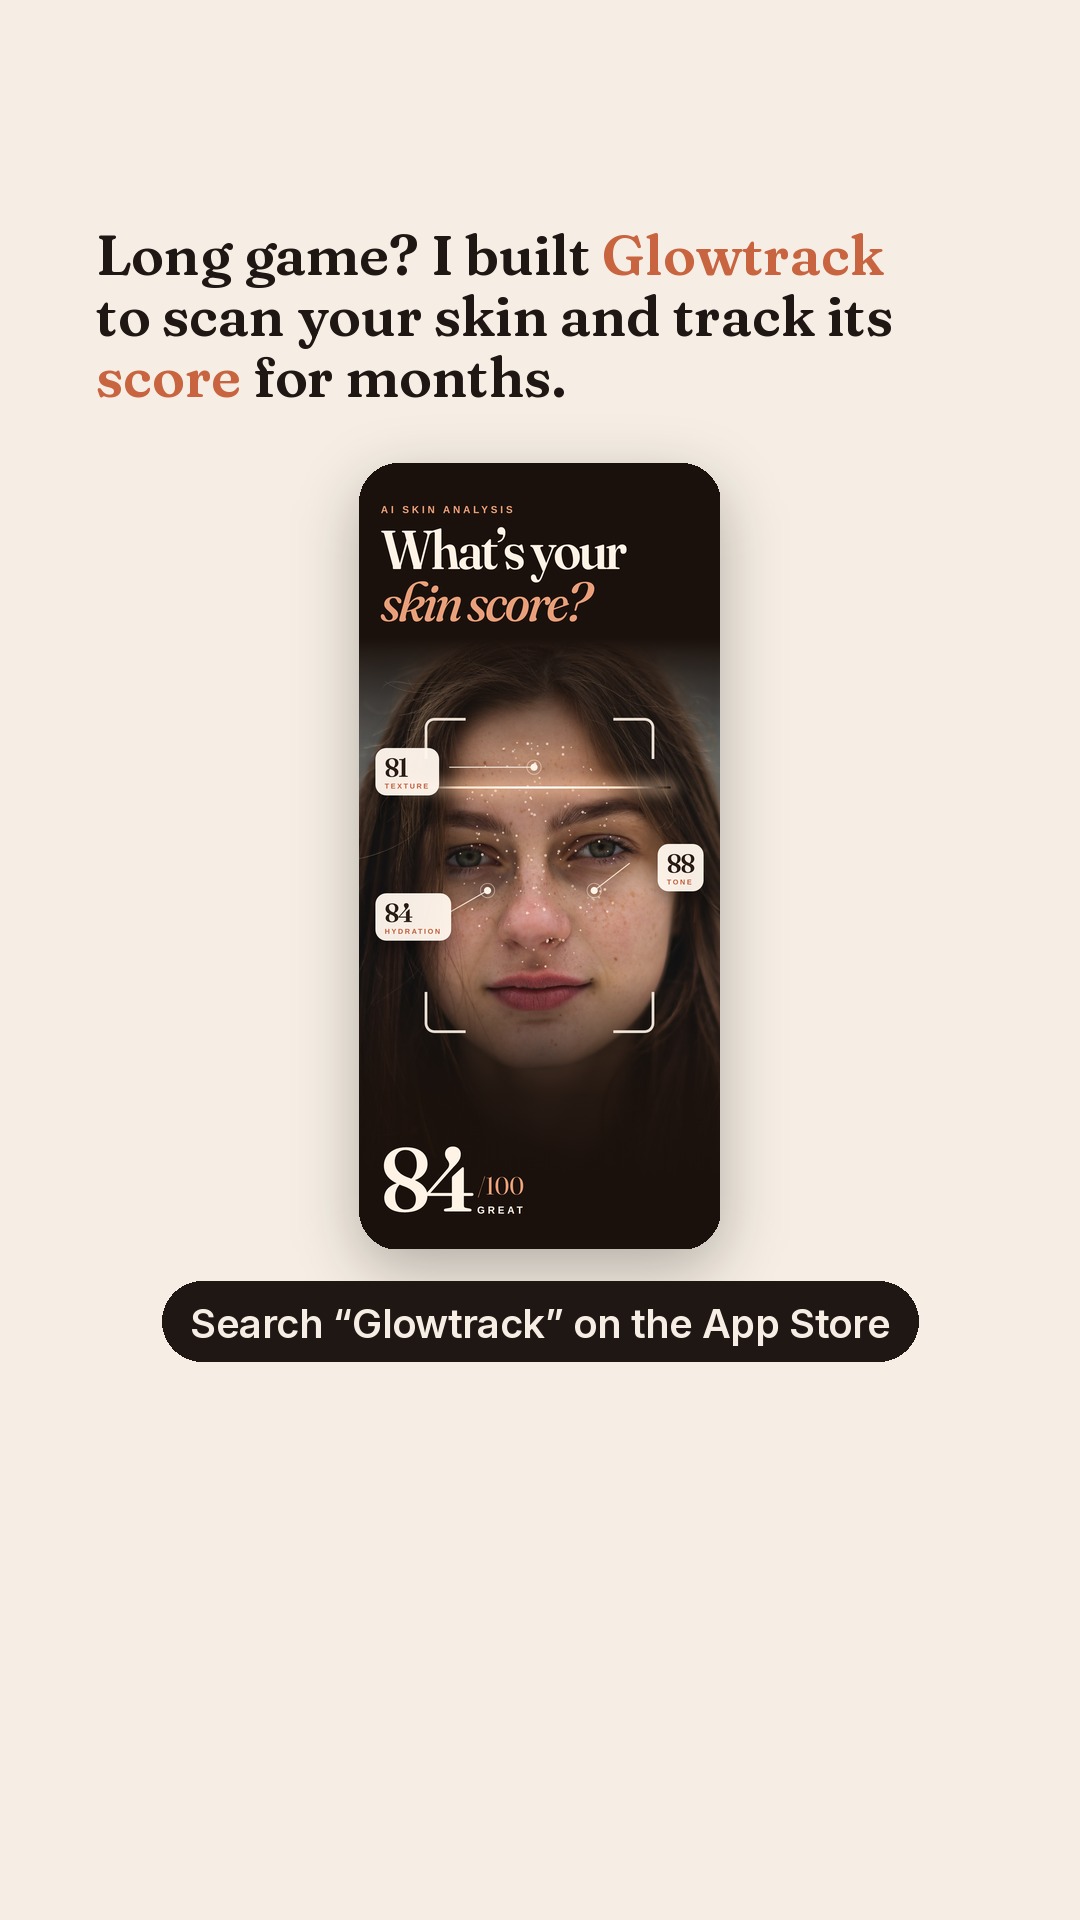 Long game? I built Glowtrack
to scan your skin and track its
score for months.
AI SKIN ANALYSIS
What’s your
skin score?
81
TEXTURE
88
TONE
84
HYDRATION
84 /100
GREAT
Search “Glowtrack” on the App Store